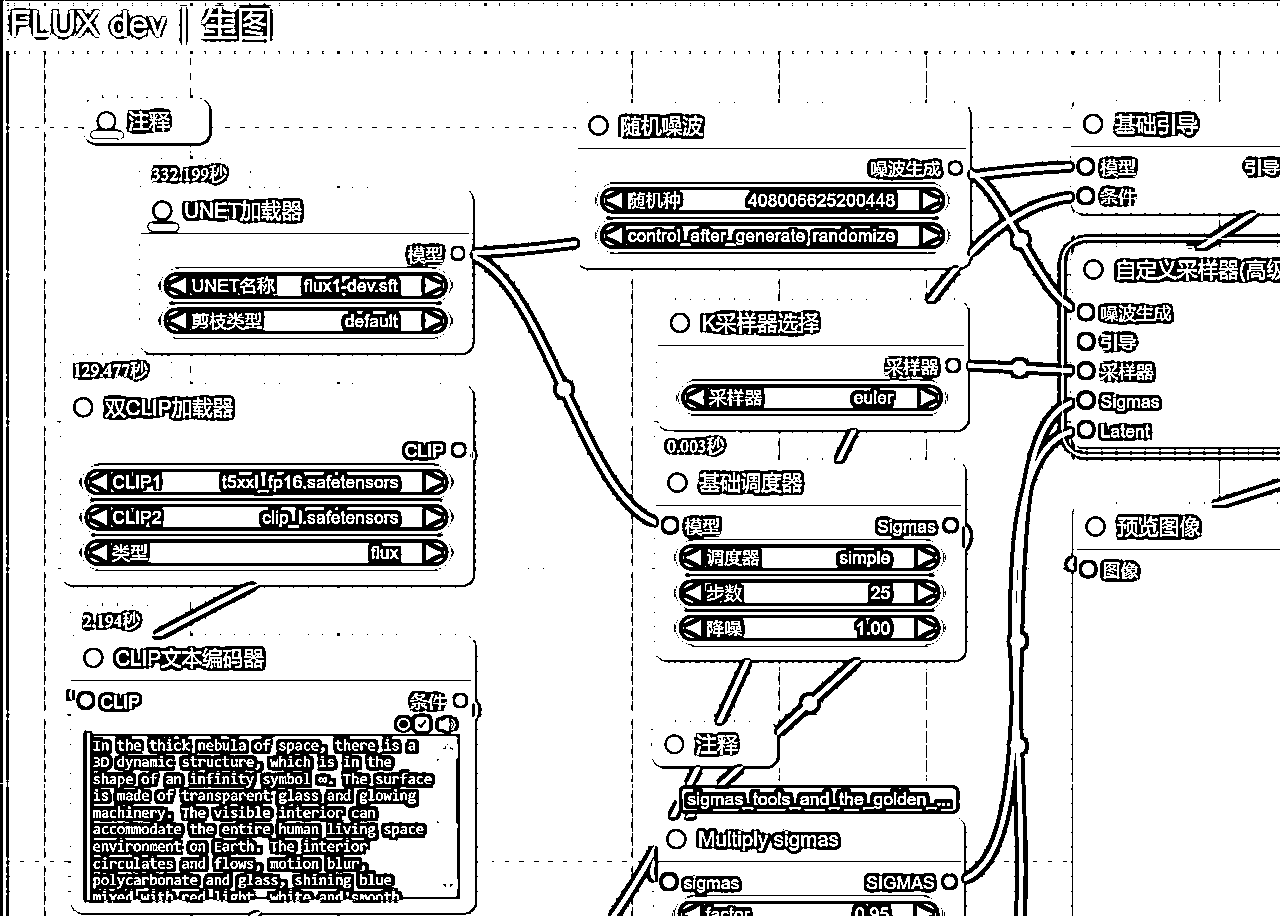 FLUX dev | 生图
注释
332.199秒
UNET加载器
模型
UNET名称 flux1-dev.sft
剪枝类型 default
129.477秒
双CLIP加载器
CLIP
CLIP1 t5xxl_fp16.safetensors
CLIP2 clip_l.safetensors
类型 flux
2.194秒
CLIP文本编码器
CLIP 条件
In the thick nebula of space, there is a
3D dynamic structure, which is in the
shape of an infinity symbol ∞. The surface
is made of transparent glass and glowing
machinery. The visible interior can
accommodate the entire human living space
environment on Earth. The interior
circulates and flows, motion blur,
polycarbonate and glass, shining blue
mixed with red light, white and smooth
随机噪波
噪波生成
随机种 408006625200448
control_after_generate randomize
K采样器选择
采样器
采样器 euler
0.003秒
基础调度器
模型 Sigmas
调度器 simple
步数 25
降噪 1.00
注释
sigmas_tools_and_the_golden_...
Multiply sigmas
sigmas SIGMAS
factor 0.95
基础引导
模型 引导
条件
自定义采样器(高级
噪波生成
引导
采样器
Sigmas
Latent
预览图像
图像